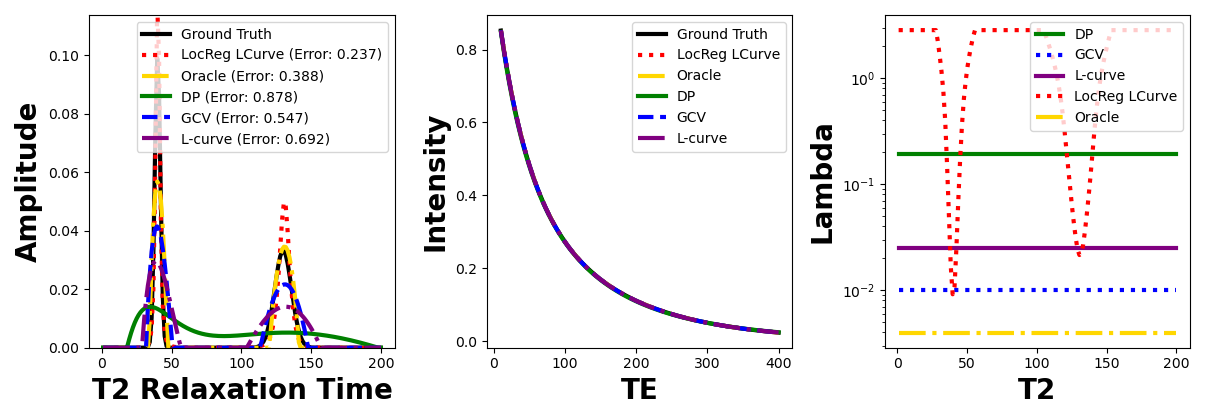 Amplitude
0.10
0.08
0.06
0.04
0.02
0.00
0
50
100
150
200
T2 Relaxation Time
Ground Truth
LocReg LCurve (Error: 0.237)
Oracle (Error: 0.388)
DP (Error: 0.878)
GCV (Error: 0.547)
L-curve (Error: 0.692)
Intensity
0.8
0.6
0.4
0.2
0.0
0
100
200
300
400
TE
Ground Truth
LocReg LCurve
Oracle
DP
GCV
L-curve
Lambda
10⁰
10⁻¹
10⁻²
0
50
100
150
200
T2
DP
GCV
L-curve
LocReg LCurve
Oracle